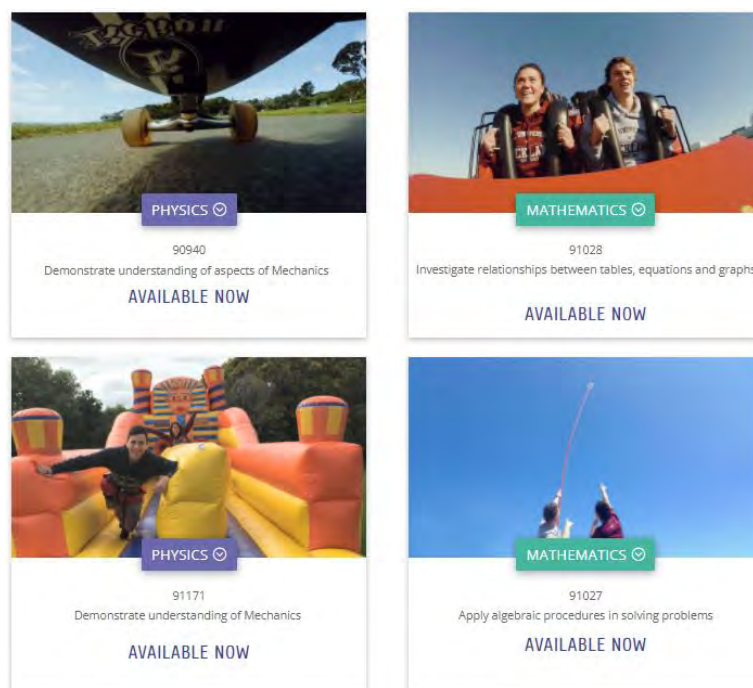 PHYSICS
90940
Demonstrate understanding of aspects of Mechanics
AVAILABLE NOW
MATHEMATICS
91028
Investigate relationships between tables, equations and graphs
AVAILABLE NOW
PHYSICS
91171
Demonstrate understanding of Mechanics
AVAILABLE NOW
MATHEMATICS
91027
Apply algebraic procedures in solving problems
AVAILABLE NOW